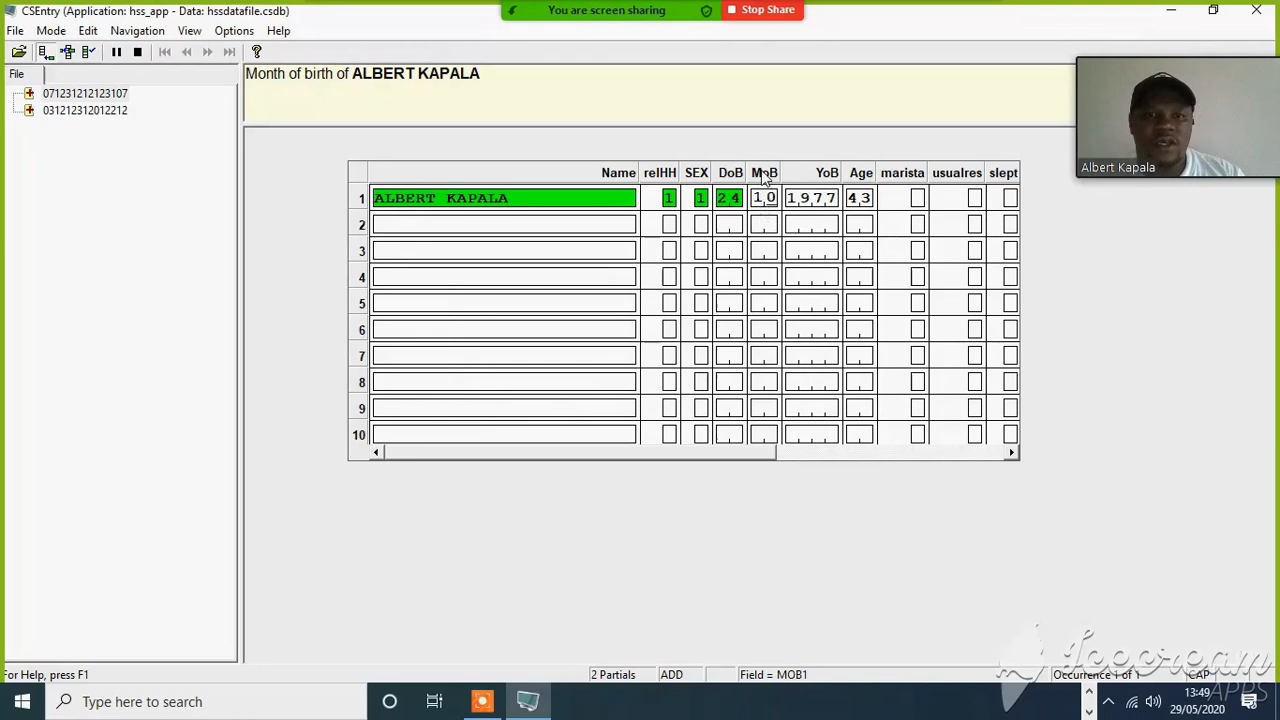 CSEntry (Application: hss_app - Data: hssdatafile.csdb)
You are screen sharing
Stop Share
File Mode Edit Navigation View Options Help
File
071231212123107
031212312012212
Month of birth of ALBERT KAPALA
Albert Kapala
Name relHH SEX DoB MoB YoB Age marista usualres slept
1 ALBERT KAPALA 1 1 24 10 1977 43
2
3
4
5
6
7
8
9
10
For Help, press F1
2 Partials ADD Field = MOB1 Occurrence 1 of 1 CAP
Icecream
APPS
Type here to search
13:49
29/05/2020